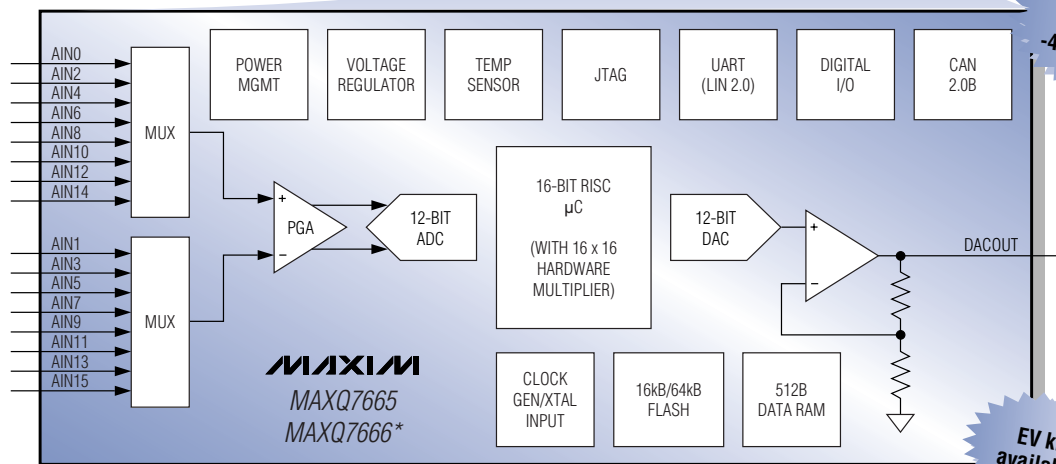 AIN0
AIN2
AIN4
AIN6
AIN8
AIN10
AIN12
AIN14
MUX
AIN1
AIN3
AIN5
AIN7
AIN9
AIN11
AIN13
AIN15
MUX
POWER
MGMT
VOLTAGE
REGULATOR
TEMP
SENSOR
JTAG
UART
(LIN 2.0)
DIGITAL
I/O
CAN
2.0B
-4
+
PGA
−
12-BIT
ADC
16-BIT RISC
µC
(WITH 16 x 16
HARDWARE
MULTIPLIER)
12-BIT
DAC
+
−
DACOUT
MAXIM
MAXQ7665
MAXQ7666*
CLOCK
GEN/XTAL
INPUT
16kB/64kB
FLASH
512B
DATA RAM
EV